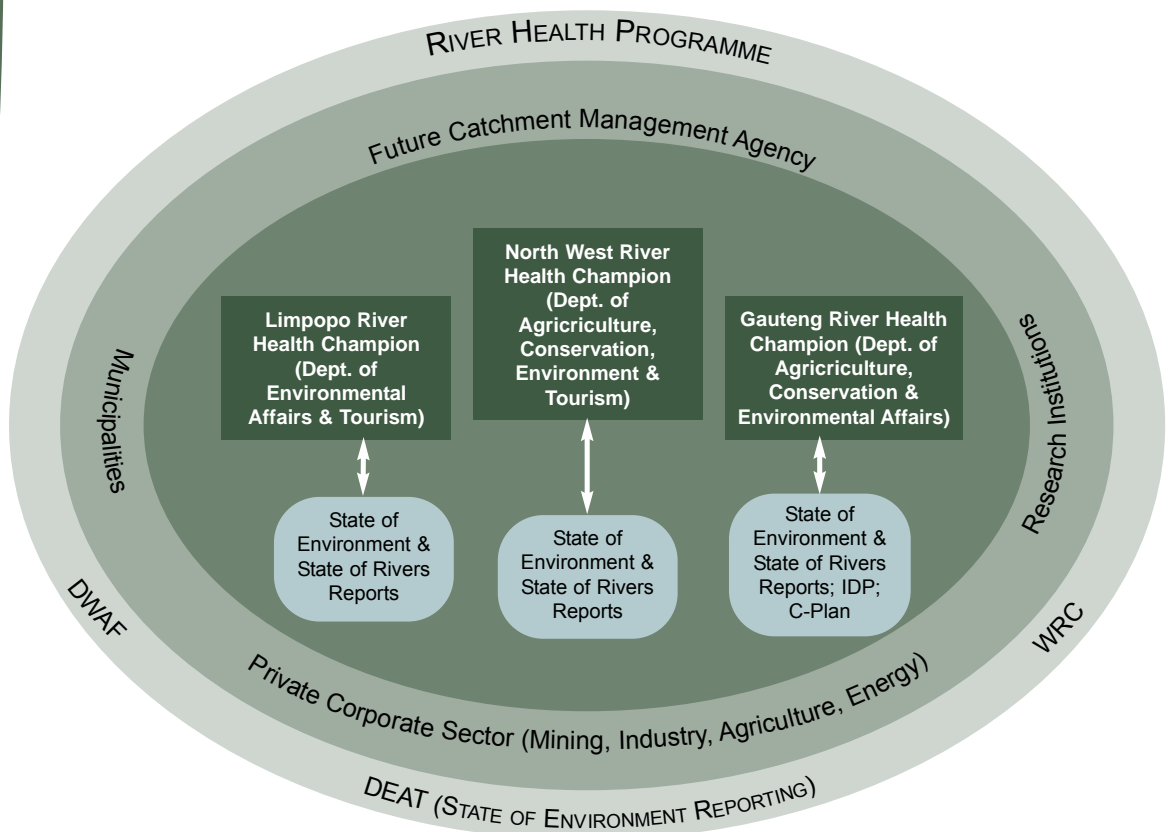 RIVER HEALTH PROGRAMME
Future Catchment Management Agency
North West River
Health Champion
(Dept. of
Agricriculture,
Conservation,
Environment &
Tourism)
Limpopo River
Health Champion
(Dept. of
Environmental
Affairs & Tourism)
Gauteng River Health
Champion (Dept. of
Agricriculture,
Conservation &
Environmental Affairs)
Municipalities
Research Institutions
State of
Environment &
State of Rivers
Reports
State of
Environment &
State of Rivers
Reports
State of
Environment &
State of Rivers
Reports; IDP;
C-Plan
DWAF
WRC
Private Corporate Sector (Mining, Industry, Agriculture, Energy)
DEAT (STATE OF ENVIRONMENT REPORTING)